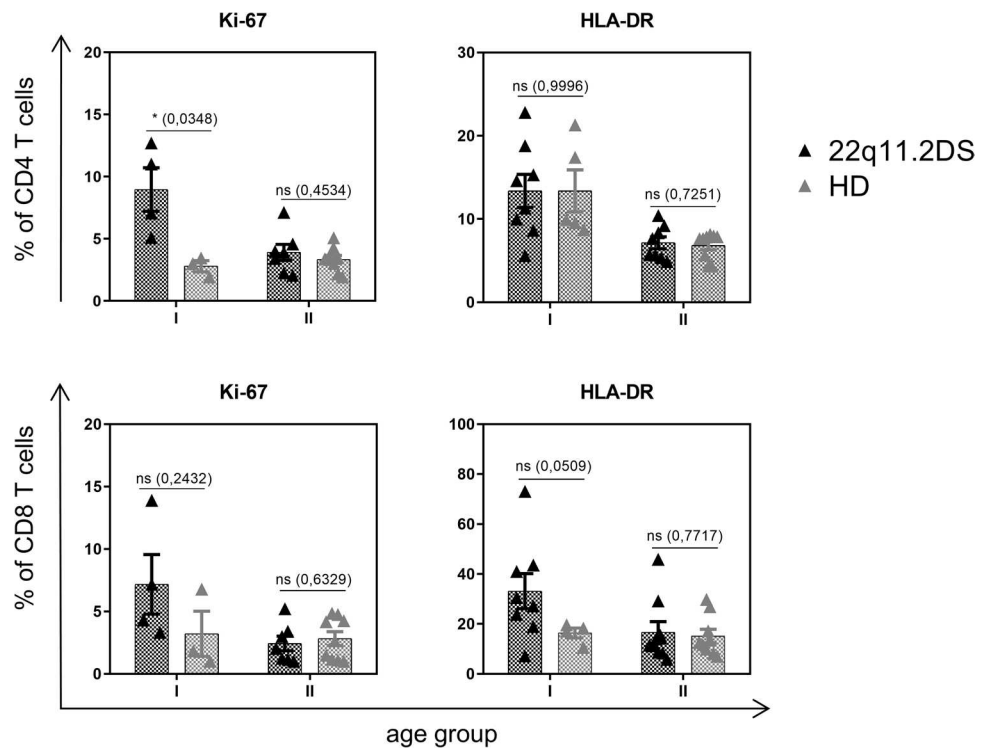 Ki-67
HLA-DR
% of CD4 T cells
20
15
10
5
0
* (0,0348)
ns (0,4534)
I
II
30
20
10
0
ns (0,9996)
ns (0,7251)
I
II
22q11.2DS
HD
Ki-67
HLA-DR
% of CD8 T cells
20
15
10
5
0
ns (0,2432)
ns (0,6329)
I
II
100
80
60
40
20
0
ns (0,0509)
ns (0,7717)
I
II
age group